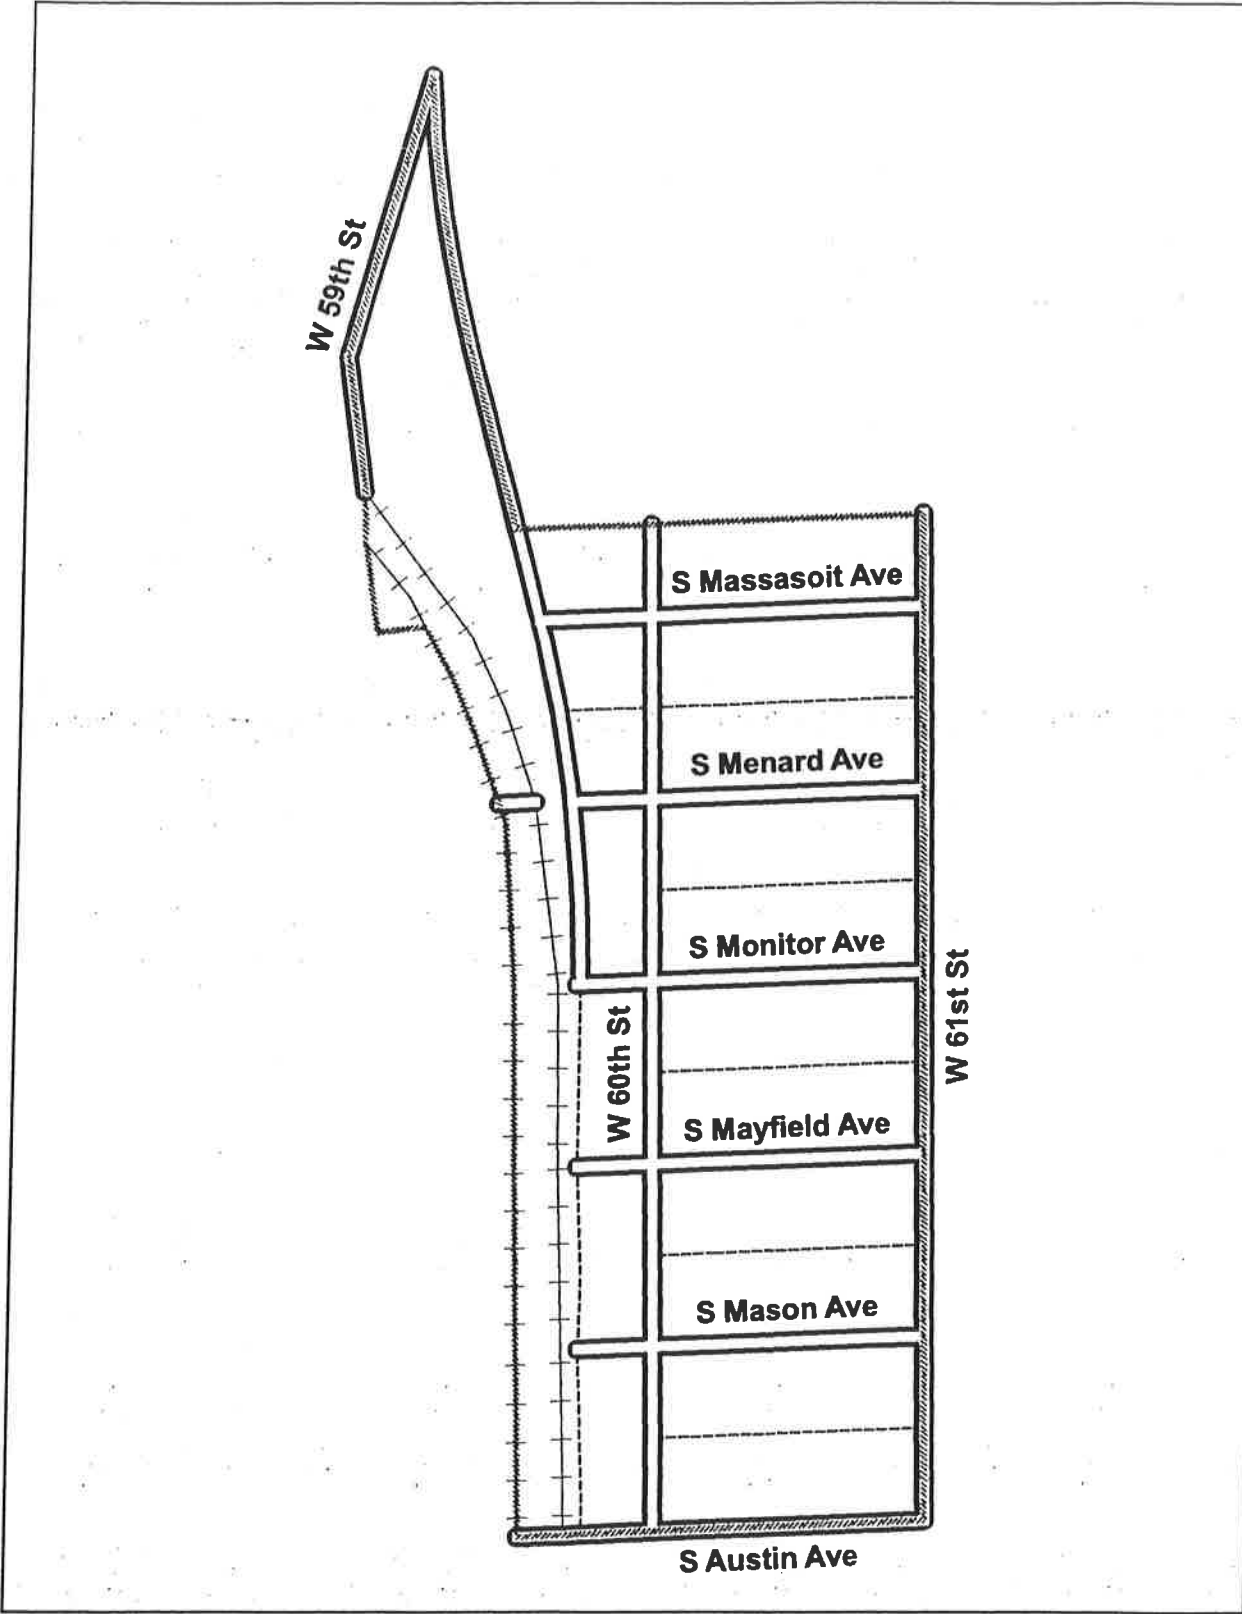 W 59th St
S Massasoit Ave
S Menard Ave
S Monitor Ave
W 61st St
W 60th St
S Mayfield Ave
S Mason Ave
S Austin Ave